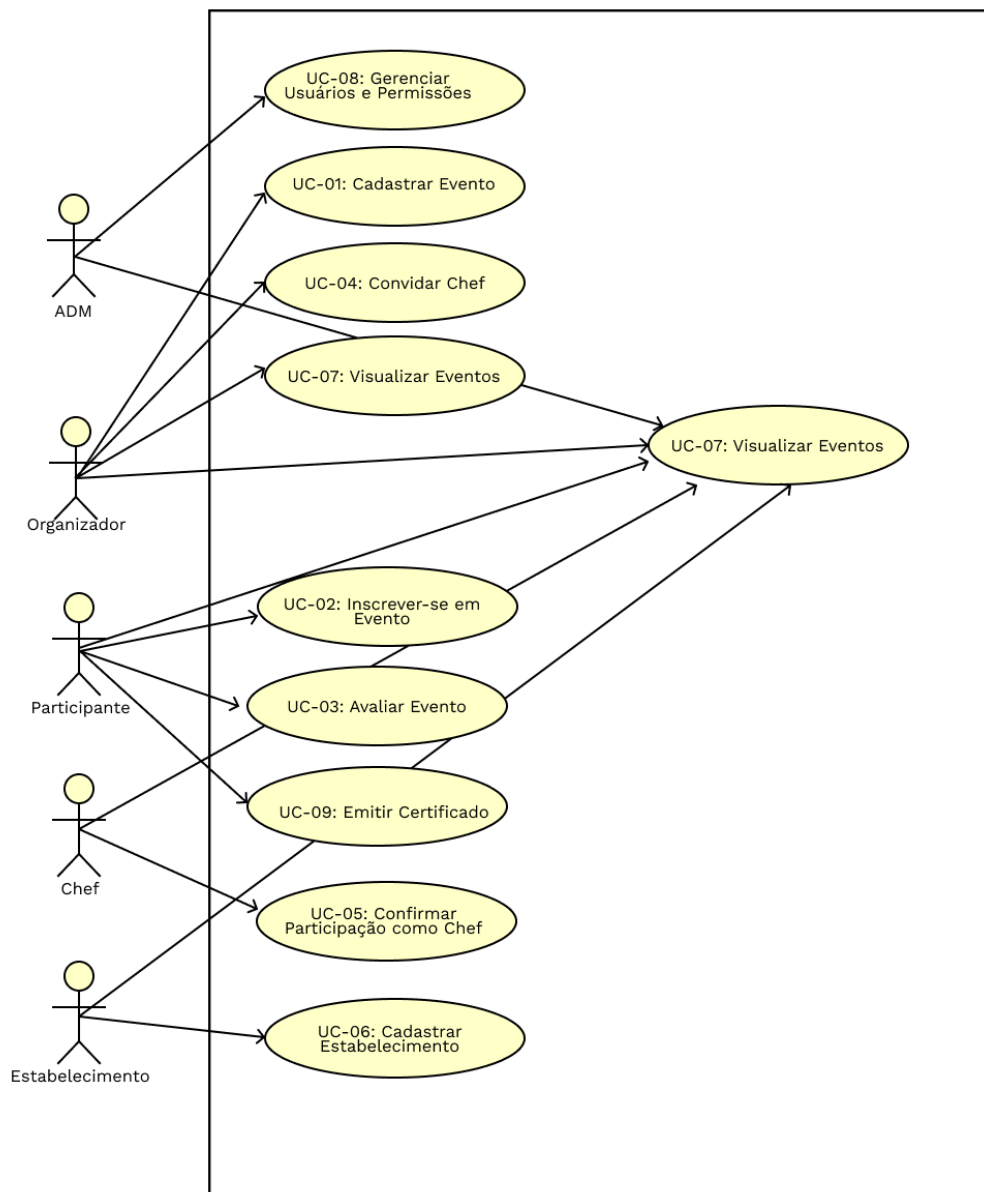 UC-08: Gerenciar
Usuários e Permissões
UC-01: Cadastrar Evento
ADM
UC-04: Convidar Chef
UC-07: Visualizar Eventos
UC-07: Visualizar Eventos
Organizador
UC-02: Inscrever-se em
Evento
Participante
UC-03: Avaliar Evento
UC-09: Emitir Certificado
Chef
UC-05: Confirmar
Participação como Chef
UC-06: Cadastrar
Estabelecimento
Estabelecimento